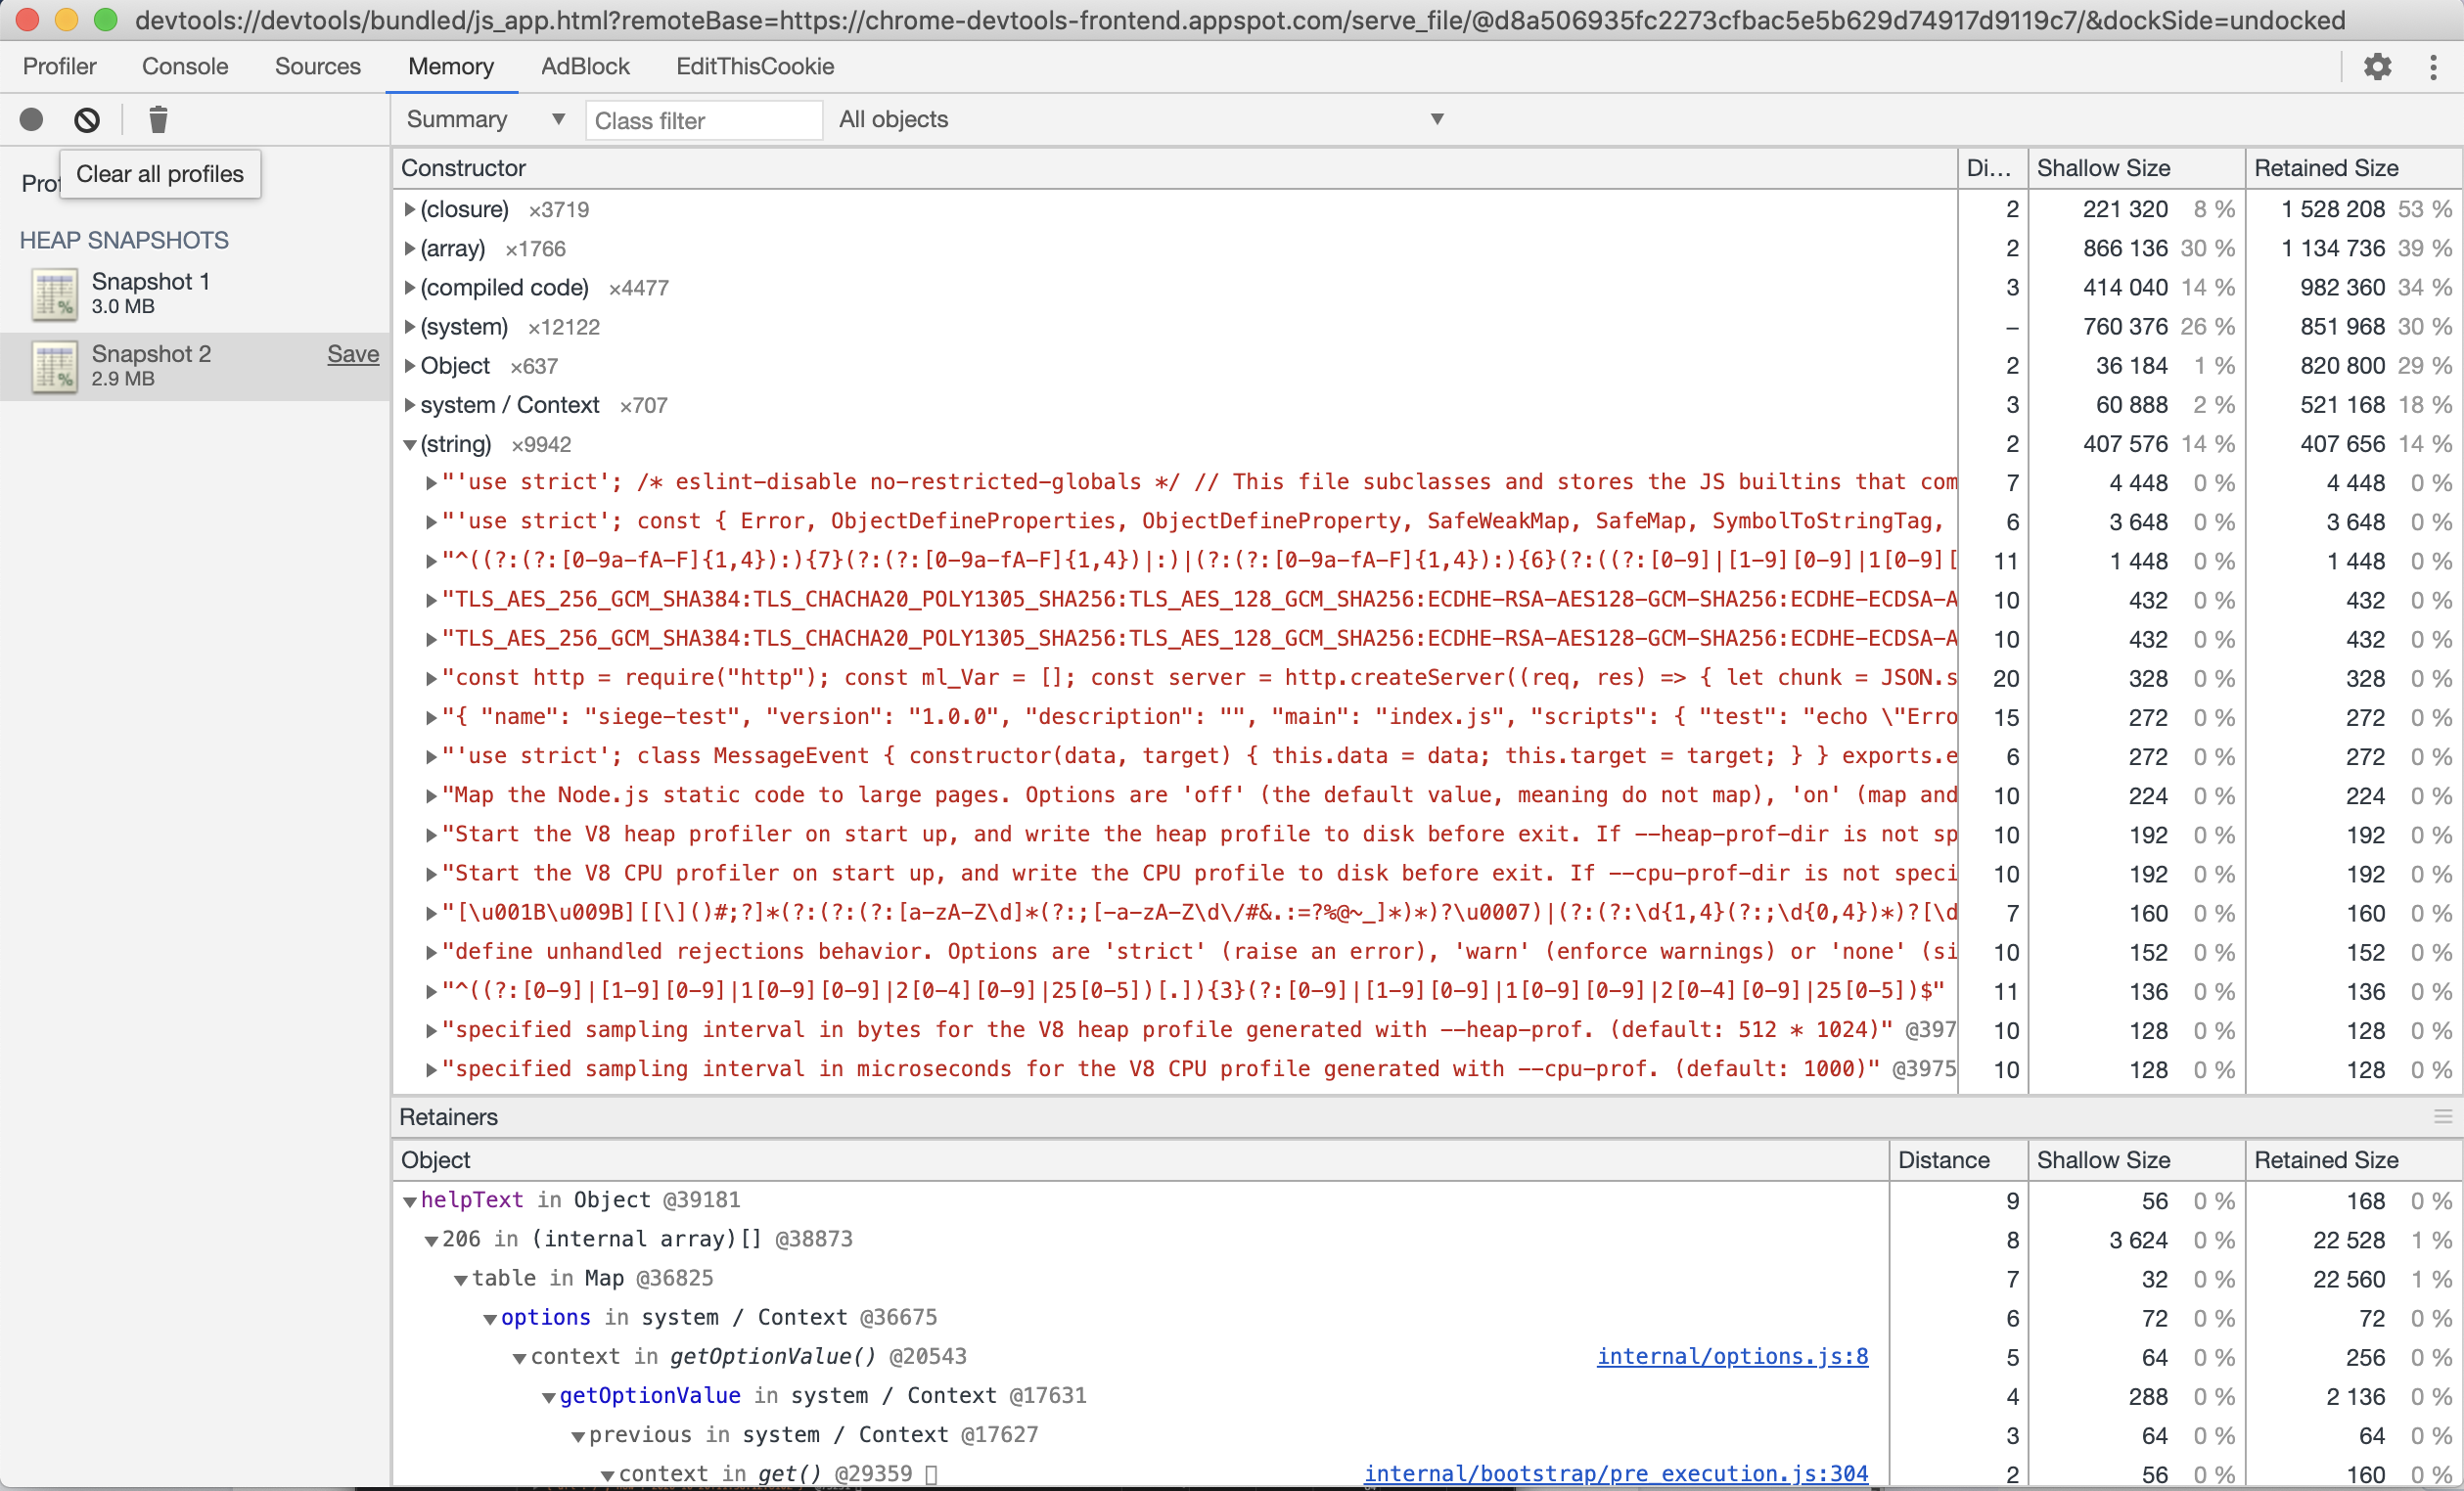 devtools://devtools/bundled/js_app.html?remoteBase=https://chrome-devtools-frontend.appspot.com/serve_file/@d8a506935fc2273cfbac5e5b629d74917d9119c7/&dockSide=undocked
Profiler Console Sources Memory AdBlock EditThisCookie
Summary ▼ Class filter All objects ▼
Clear all profiles
Prof
HEAP SNAPSHOTS
Snapshot 1
3.0 MB
Snapshot 2 Save
2.9 MB
Constructor Di... Shallow Size Retained Size
(closure) ×3719 2 221 320 8 % 1 528 208 53 %
(array) ×1766 2 866 136 30 % 1 134 736 39 %
(compiled code) ×4477 3 414 040 14 % 982 360 34 %
(system) ×12122 – 760 376 26 % 851 968 30 %
Object ×637 2 36 184 1 % 820 800 29 %
system / Context ×707 3 60 888 2 % 521 168 18 %
(string) ×9942 2 407 576 14 % 407 656 14 %
"'use strict'; /* eslint-disable no-restricted-globals */ // This file subclasses and stores the JS builtins that com 7 4 448 0 % 4 448 0 %
"'use strict'; const { Error, ObjectDefineProperties, ObjectDefineProperty, SafeWeakMap, SafeMap, SymbolToStringTag, 6 3 648 0 % 3 648 0 %
"^((?:(?:[0-9a-fA-F]{1,4}):){7}(?:(?:[0-9a-fA-F]{1,4})|:)|(?:(?:[0-9a-fA-F]{1,4}):){6}(?:((?:[0-9]|[1-9][0-9]|1[0-9][ 11 1 448 0 % 1 448 0 %
"TLS_AES_256_GCM_SHA384:TLS_CHACHA20_POLY1305_SHA256:TLS_AES_128_GCM_SHA256:ECDHE-RSA-AES128-GCM-SHA256:ECDHE-ECDSA-A 10 432 0 % 432 0 %
"TLS_AES_256_GCM_SHA384:TLS_CHACHA20_POLY1305_SHA256:TLS_AES_128_GCM_SHA256:ECDHE-RSA-AES128-GCM-SHA256:ECDHE-ECDSA-A 10 432 0 % 432 0 %
"const http = require("http"); const ml_Var = []; const server = http.createServer((req, res) => { let chunk = JSON.s 20 328 0 % 328 0 %
"{ "name": "siege-test", "version": "1.0.0", "description": "", "main": "index.js", "scripts": { "test": "echo \"Erro 15 272 0 % 272 0 %
"'use strict'; class MessageEvent { constructor(data, target) { this.data = data; this.target = target; } } exports.e 6 272 0 % 272 0 %
"Map the Node.js static code to large pages. Options are 'off' (the default value, meaning do not map), 'on' (map and 10 224 0 % 224 0 %
"Start the V8 heap profiler on start up, and write the heap profile to disk before exit. If --heap-prof-dir is not sp 10 192 0 % 192 0 %
"Start the V8 CPU profiler on start up, and write the CPU profile to disk before exit. If --cpu-prof-dir is not speci 10 192 0 % 192 0 %
"[\u001B\u009B][[\]()#;?]*(?:(?:(?:[a-zA-Z\d]*(?:;[-a-zA-Z\d\/#&.:=?%@~_]*)*)?\u0007)|(?:(?:\d{1,4}(?:;\d{0,4})*)?[\d 7 160 0 % 160 0 %
"define unhandled rejections behavior. Options are 'strict' (raise an error), 'warn' (enforce warnings) or 'none' (si 10 152 0 % 152 0 %
"^((?:[0-9]|[1-9][0-9]|1[0-9][0-9]|2[0-4][0-9]|25[0-5])[.]){3}(?:[0-9]|[1-9][0-9]|1[0-9][0-9]|2[0-4][0-9]|25[0-5])$" 11 136 0 % 136 0 %
"specified sampling interval in bytes for the V8 heap profile generated with --heap-prof. (default: 512 * 1024)" @397 10 128 0 % 128 0 %
"specified sampling interval in microseconds for the V8 CPU profile generated with --cpu-prof. (default: 1000)" @3975 10 128 0 % 128 0 %
Retainers
Object Distance Shallow Size Retained Size
helpText in Object @39181 9 56 0 % 168 0 %
206 in (internal array)[] @38873 8 3 624 0 % 22 528 1 %
table in Map @36825 7 32 0 % 22 560 1 %
options in system / Context @36675 6 72 0 % 72 0 %
context in getOptionValue() @20543 internal/options.js:8 5 64 0 % 256 0 %
getOptionValue in system / Context @17631 4 288 0 % 2 136 0 %
previous in system / Context @17627 3 64 0 % 64 0 %
context in get() @29359 internal/bootstrap/pre_execution.js:304 2 56 0 % 160 0 %